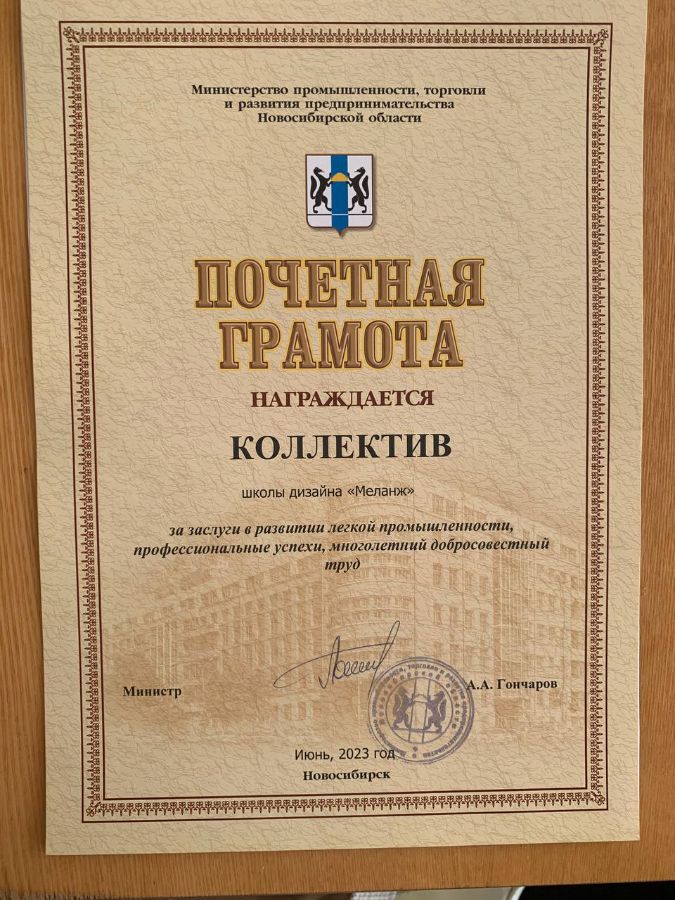 Министерство промышленности, торговли
и развития предпринимательства
Новосибирской области
ПОЧЕТНАЯ
ГРАМОТА
НАГРАЖДАЕТСЯ
КОЛЛЕКТИВ
школы дизайна «Меланж»
за заслуги в развитии легкой промышленности,
профессиональные успехи, многолетний добросовестный
труд
Министр
А.А. Гончаров
Июнь, 2023 год
Новосибирск